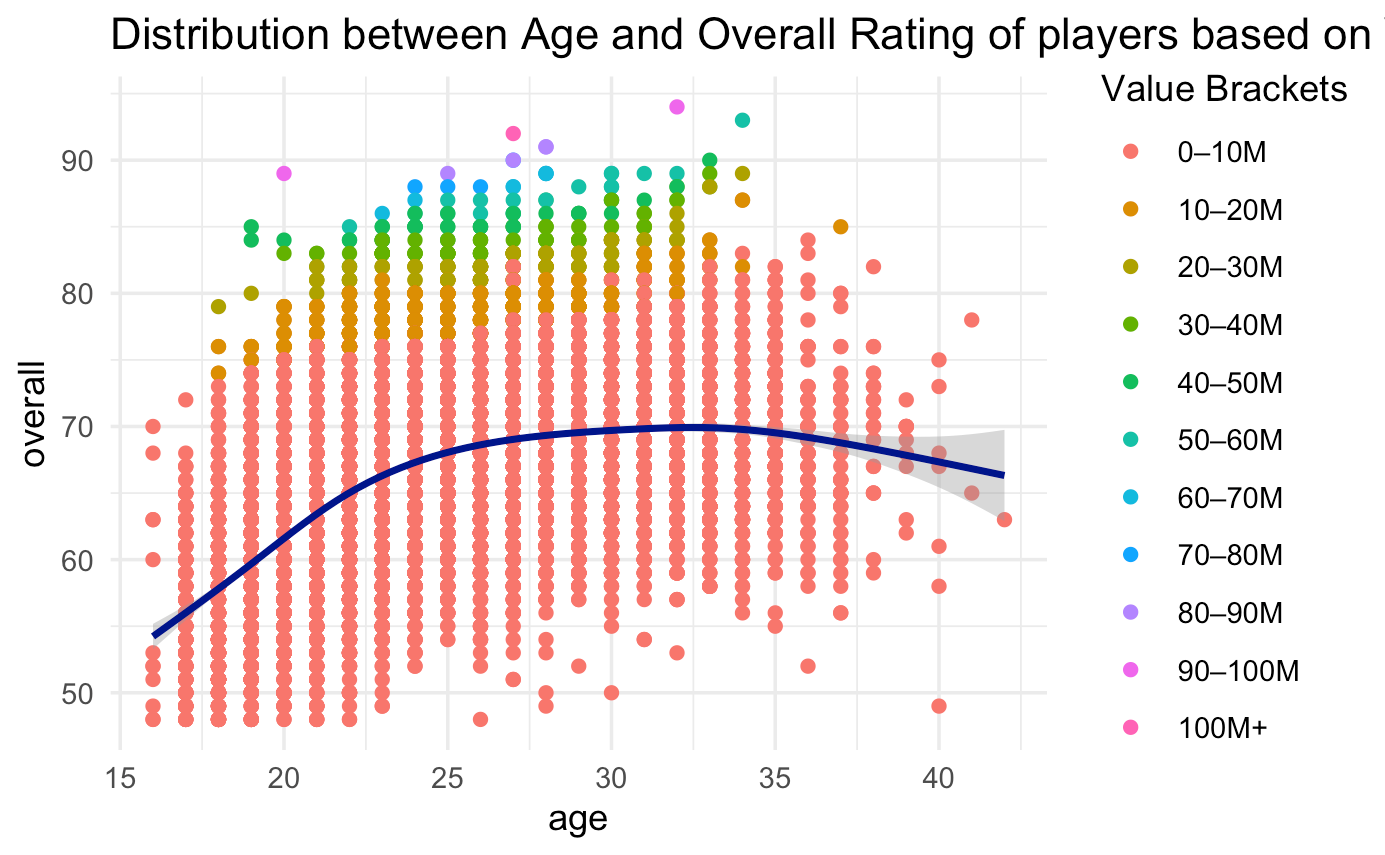 Distribution between Age and Overall Rating of players based on
Value Brackets
0–10M
10–20M
20–30M
30–40M
40–50M
50–60M
60–70M
70–80M
80–90M
90–100M
100M+
overall
90
80
70
60
50
15 20 25 30 35 40
age